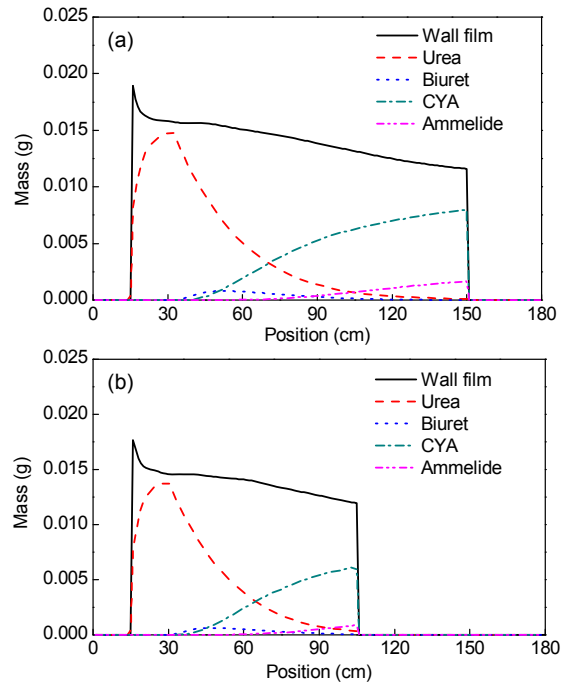 (a)
Wall film
Urea
Biuret
CYA
Ammelide
Mass (g)
0.025
0.020
0.015
0.010
0.005
0.000
0 30 60 90 120 150 180
Position (cm)
(b)
Wall film
Urea
Biuret
CYA
Ammelide
Mass (g)
0.025
0.020
0.015
0.010
0.005
0.000
0 30 60 90 120 150 180
Position (cm)